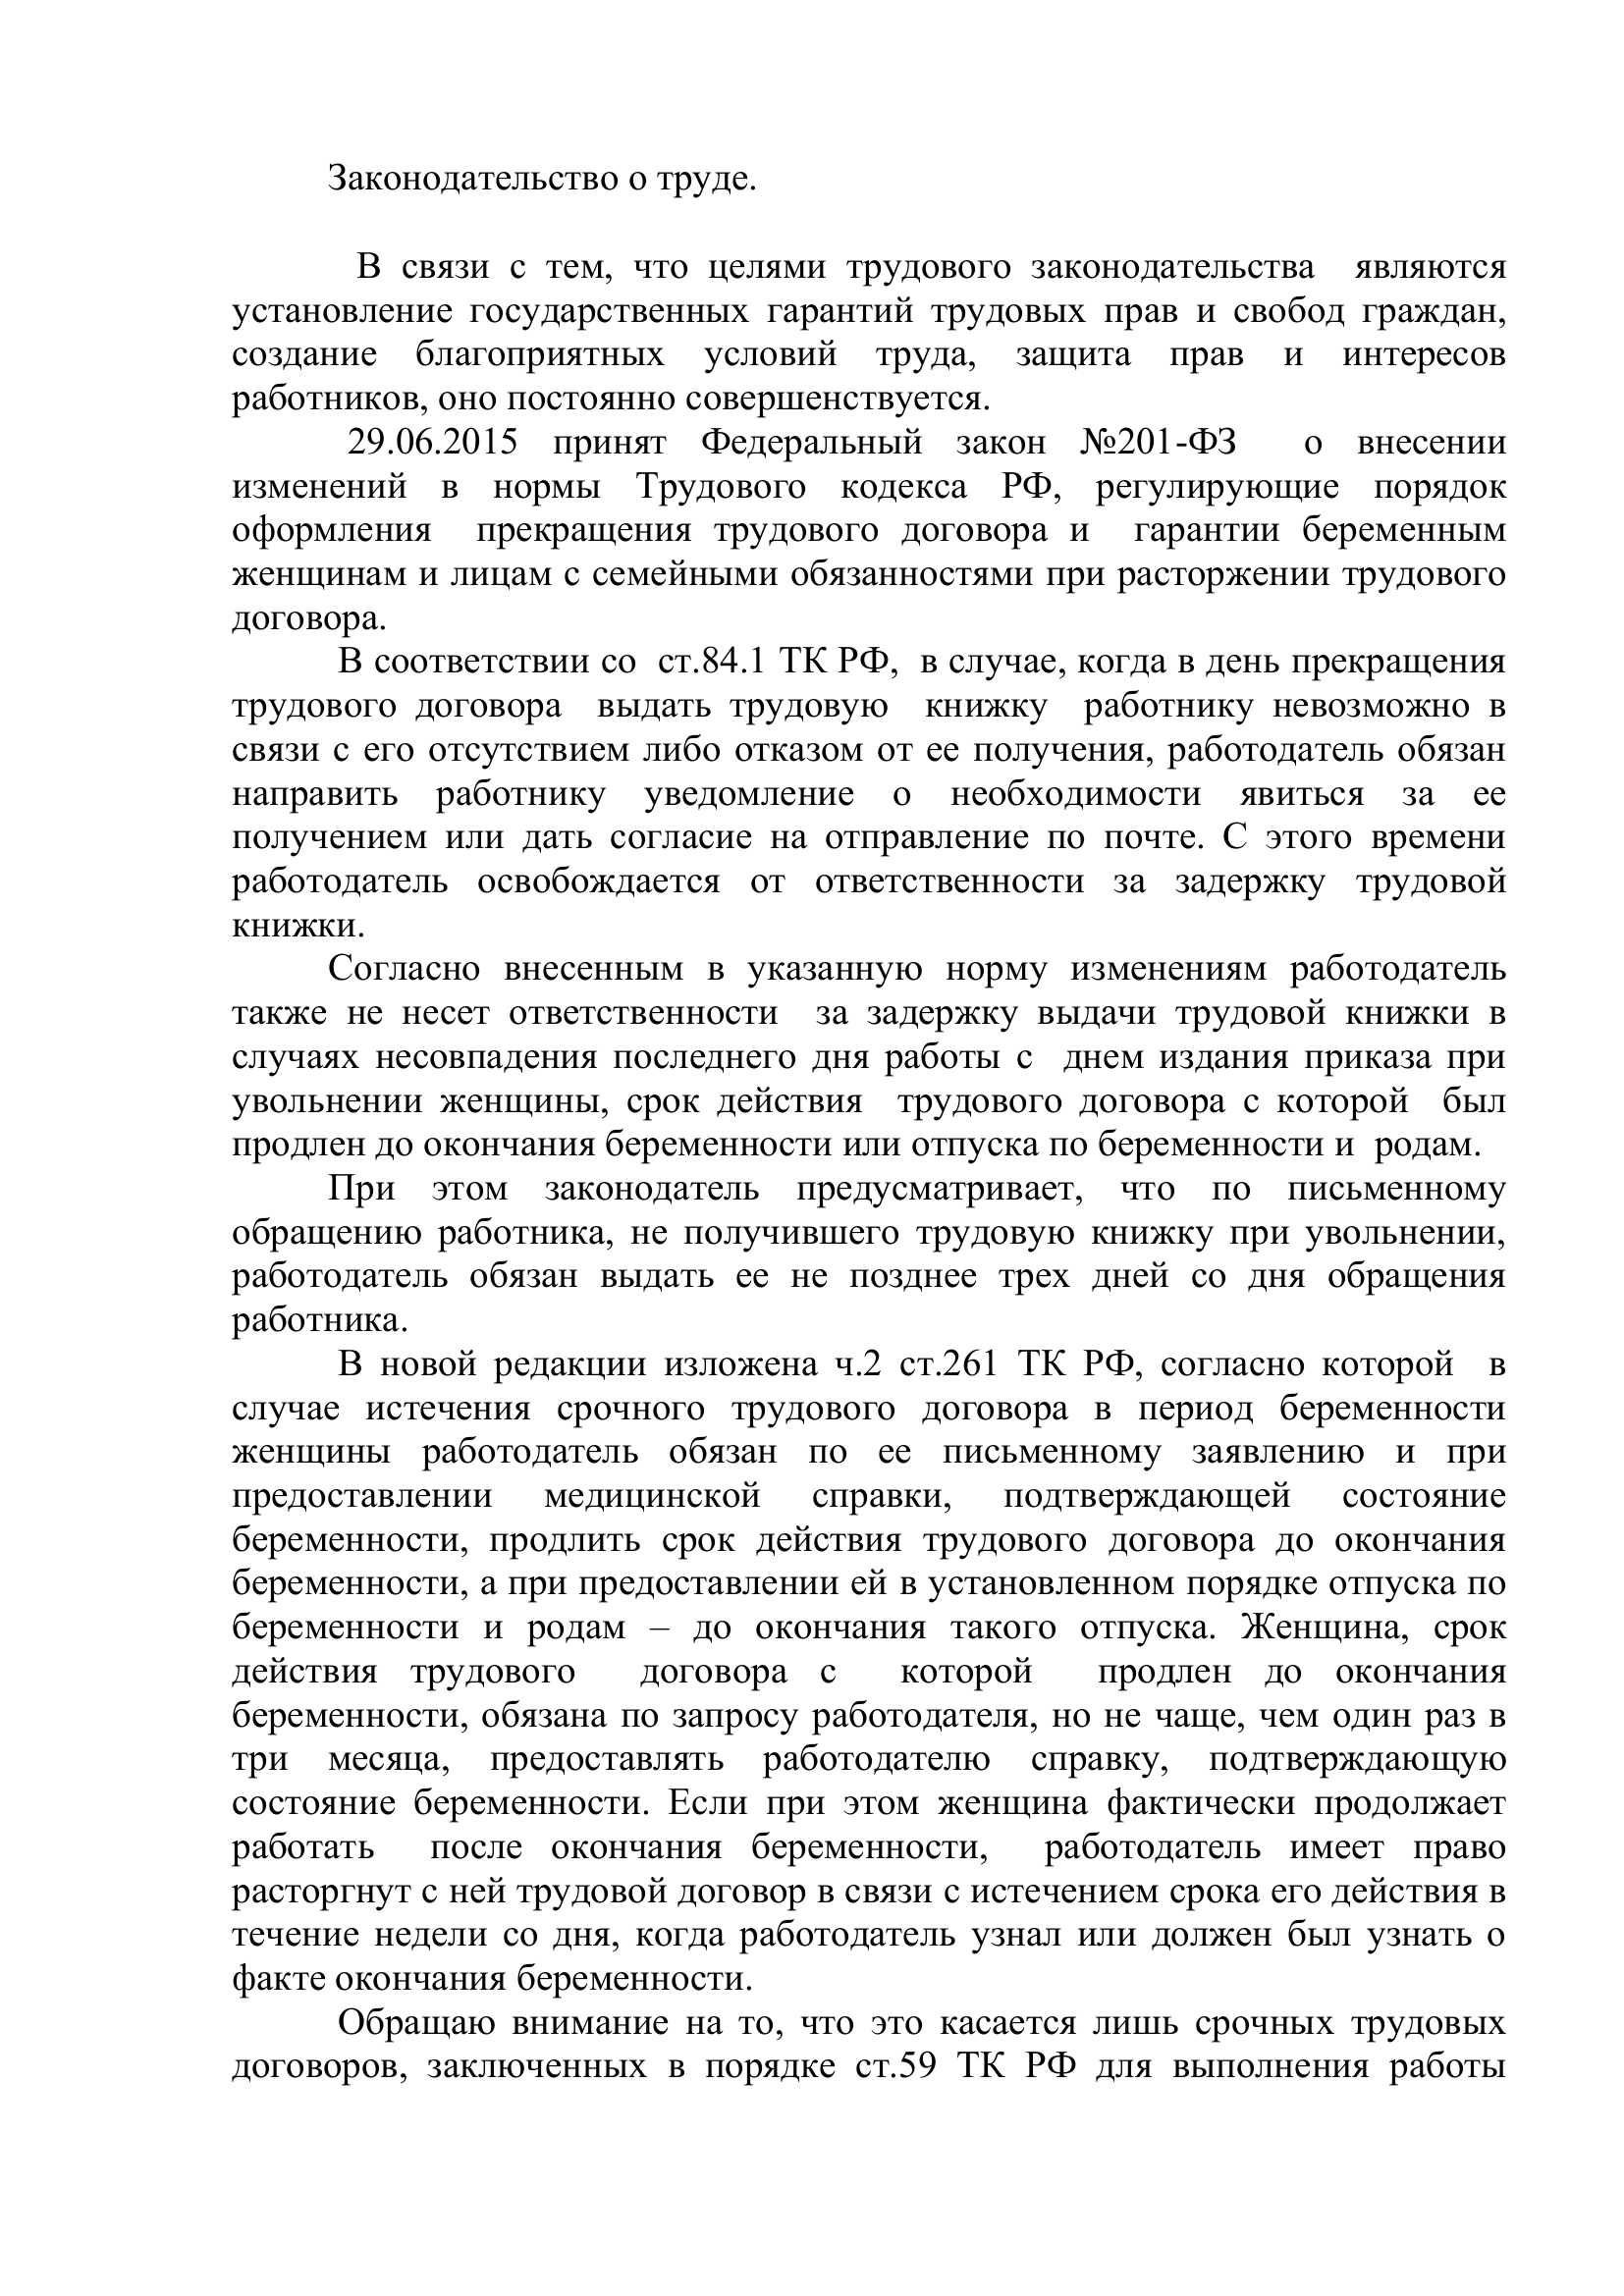 Законодательство о труде.
В связи с тем, что целями трудового законодательства являются
установление государственных гарантий трудовых прав и свобод граждан,
создание благоприятных условий труда, защита прав и интересов
работников, оно постоянно совершенствуется.
29.06.2015 принят Федеральный закон №201-ФЗ о внесении
изменений в нормы Трудового кодекса РФ, регулирующие порядок
оформления прекращения трудового договора и гарантии беременным
женщинам и лицам с семейными обязанностями при расторжении трудового
договора.
В соответствии со ст.84.1 ТК РФ, в случае, когда в день прекращения
трудового договора выдать трудовую книжку работнику невозможно в
связи с его отсутствием либо отказом от ее получения, работодатель обязан
направить работнику уведомление о необходимости явиться за ее
получением или дать согласие на отправление по почте. С этого времени
работодатель освобождается от ответственности за задержку трудовой
книжки.
Согласно внесенным в указанную норму изменениям работодатель
также не несет ответственности за задержку выдачи трудовой книжки в
случаях несовпадения последнего дня работы с днем издания приказа при
увольнении женщины, срок действия трудового договора с которой был
продлен до окончания беременности или отпуска по беременности и родам.
При этом законодатель предусматривает, что по письменному
обращению работника, не получившего трудовую книжку при увольнении,
работодатель обязан выдать ее не позднее трех дней со дня обращения
работника.
В новой редакции изложена ч.2 ст.261 ТК РФ, согласно которой в
случае истечения срочного трудового договора в период беременности
женщины работодатель обязан по ее письменному заявлению и при
предоставлении медицинской справки, подтверждающей состояние
беременности, продлить срок действия трудового договора до окончания
беременности, а при предоставлении ей в установленном порядке отпуска по
беременности и родам – до окончания такого отпуска. Женщина, срок
действия трудового договора с которой продлен до окончания
беременности, обязана по запросу работодателя, но не чаще, чем один раз в
три месяца, предоставлять работодателю справку, подтверждающую
состояние беременности. Если при этом женщина фактически продолжает
работать после окончания беременности, работодатель имеет право
расторгнут с ней трудовой договор в связи с истечением срока его действия в
течение недели со дня, когда работодатель узнал или должен был узнать о
факте окончания беременности.
Обращаю внимание на то, что это касается лишь срочных трудовых
договоров, заключенных в порядке ст.59 ТК РФ для выполнения работы